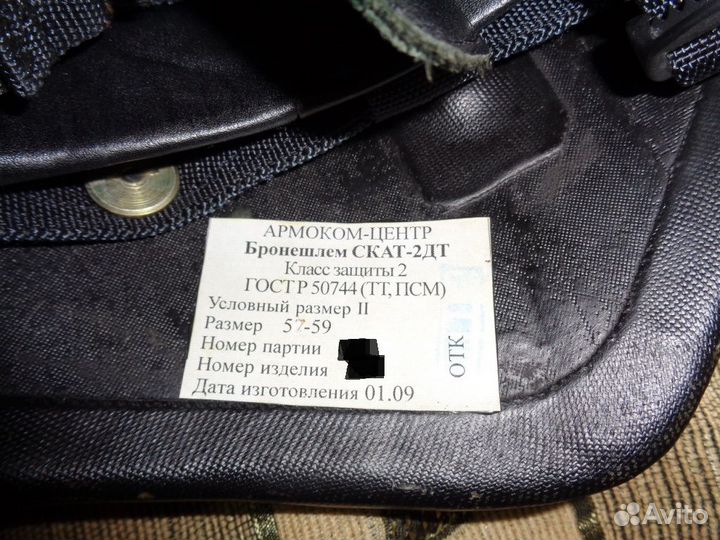 АРМОКОМ-ЦЕНТР
Бронешлем СКАТ-2ДТ
Класс защиты 2
ГОСТ Р 50744 (ТТ, ПСМ)
Условный размер II
Размер 57-59
Номер партии
Номер изделия
Дата изготовления 01.09
ОТК
Avito